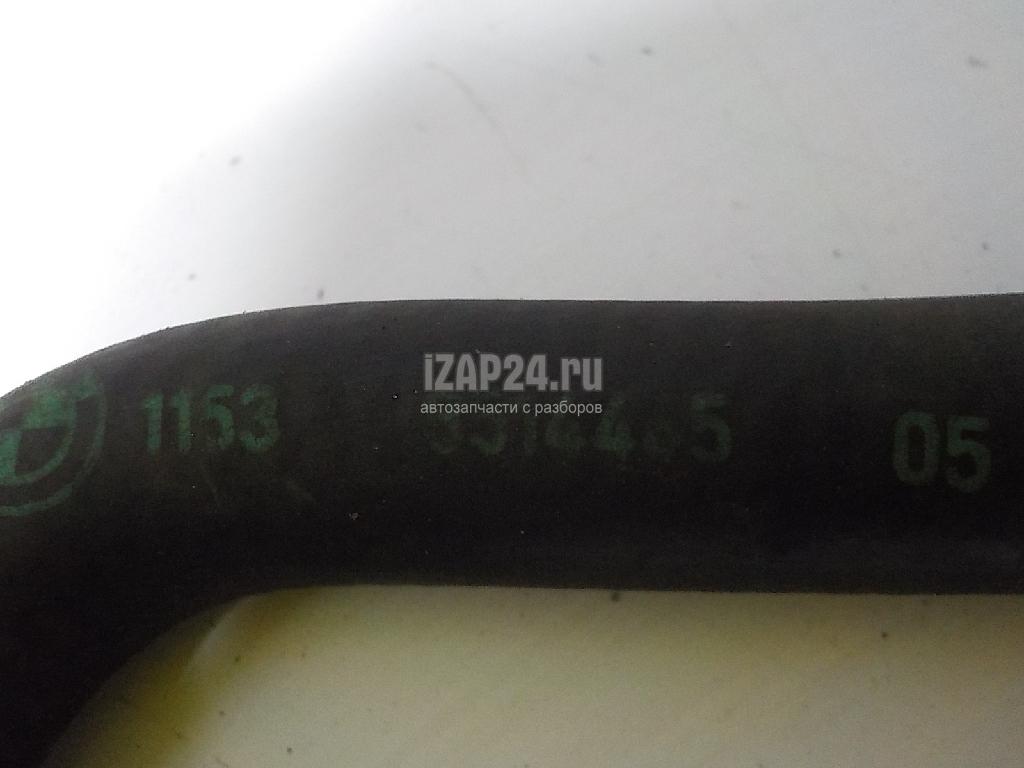 iZAP24.ru
автозапчасти с разборов
1153 05